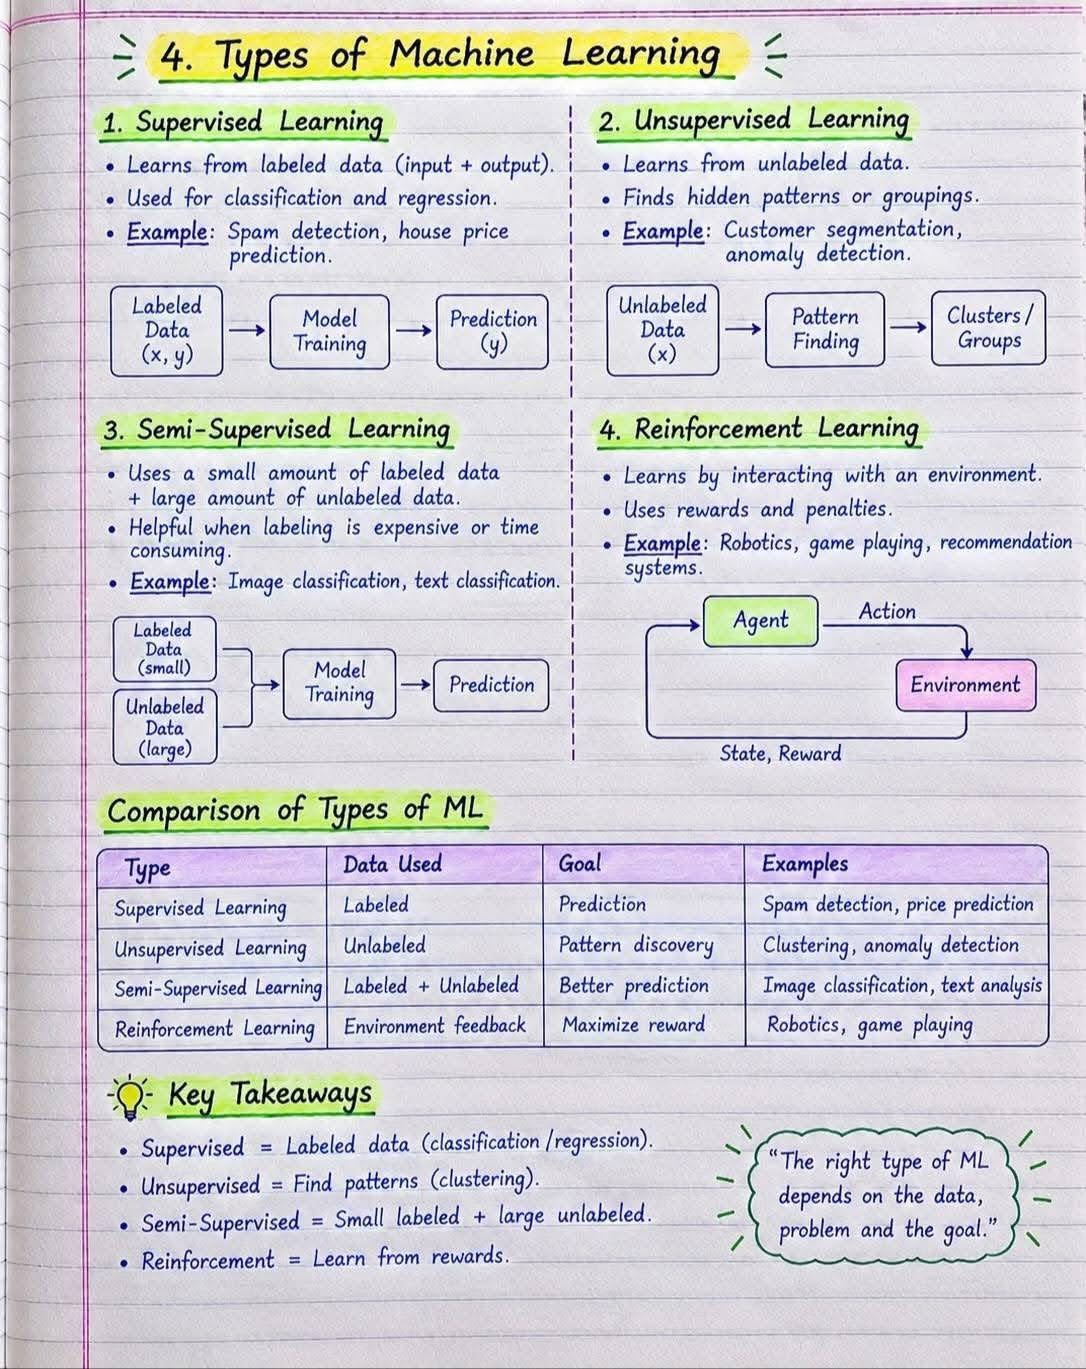 4. Types of Machine Learning
1. Supervised Learning
• Learns from labeled data (input + output).
• Used for classification and regression.
• Example: Spam detection, house price
prediction.
Labeled
Data
(x, y)
Model
Training
Prediction
(y)
2. Unsupervised Learning
• Learns from unlabeled data.
• Finds hidden patterns or groupings.
• Example: Customer segmentation,
anomaly detection.
Unlabeled
Data
(x)
Pattern
Finding
Clusters /
Groups
3. Semi-Supervised Learning
• Uses a small amount of labeled data
+ large amount of unlabeled data.
• Helpful when labeling is expensive or time
consuming.
• Example: Image classification, text classification.
Labeled
Data
(small)
Unlabeled
Data
(large)
Model
Training
Prediction
4. Reinforcement Learning
• Learns by interacting with an environment.
• Uses rewards and penalties.
• Example: Robotics, game playing, recommendation
systems.
Agent
Action
Environment
State, Reward
Comparison of Types of ML
Type Data Used Goal Examples
Supervised Learning Labeled Prediction Spam detection, price prediction
Unsupervised Learning Unlabeled Pattern discovery Clustering, anomaly detection
Semi-Supervised Learning Labeled + Unlabeled Better prediction Image classification, text analysis
Reinforcement Learning Environment feedback Maximize reward Robotics, game playing
Key Takeaways
• Supervised = Labeled data (classification/regression).
• Unsupervised = Find patterns (clustering).
• Semi-Supervised = Small labeled + large unlabeled.
• Reinforcement = Learn from rewards.
"The right type of ML
depends on the data,
problem and the goal."